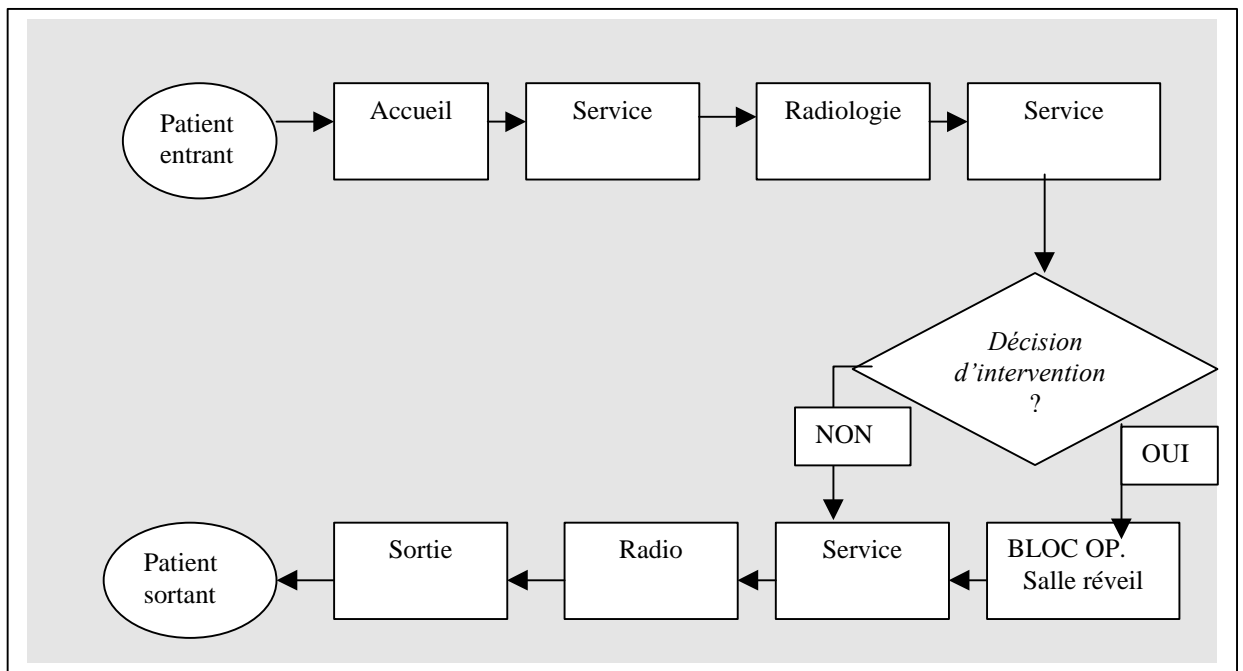 Patient
entrant
Accueil
Service
Radiologie
Service
Décision
d’intervention
?
NON
OUI
BLOC OP.
Salle réveil
Service
Radio
Sortie
Patient
sortant